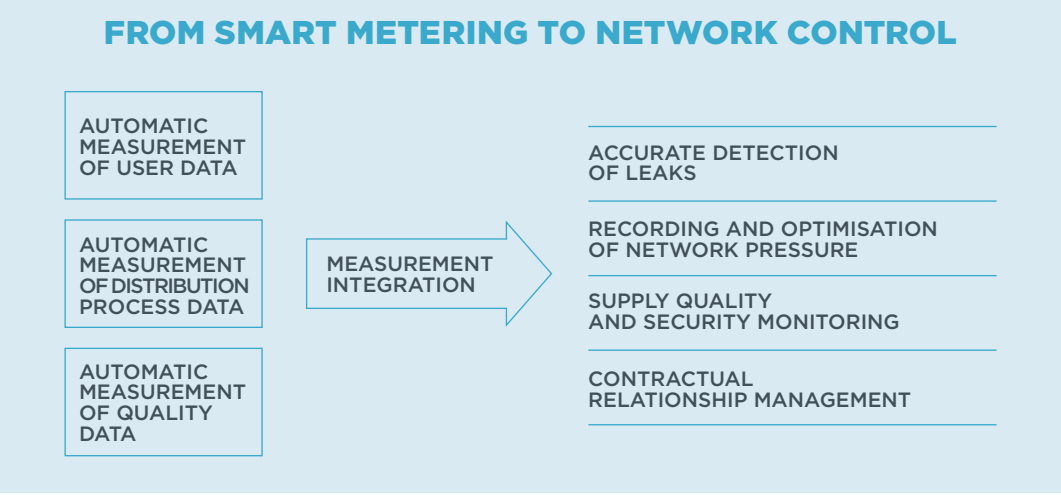 FROM SMART METERING TO NETWORK CONTROL
AUTOMATIC
MEASUREMENT
OF USER DATA
AUTOMATIC
MEASUREMENT
OF DISTRIBUTION
PROCESS DATA
AUTOMATIC
MEASUREMENT
OF QUALITY
DATA
MEASUREMENT
INTEGRATION
ACCURATE DETECTION
OF LEAKS
RECORDING AND OPTIMISATION
OF NETWORK PRESSURE
SUPPLY QUALITY
AND SECURITY MONITORING
CONTRACTUAL
RELATIONSHIP MANAGEMENT